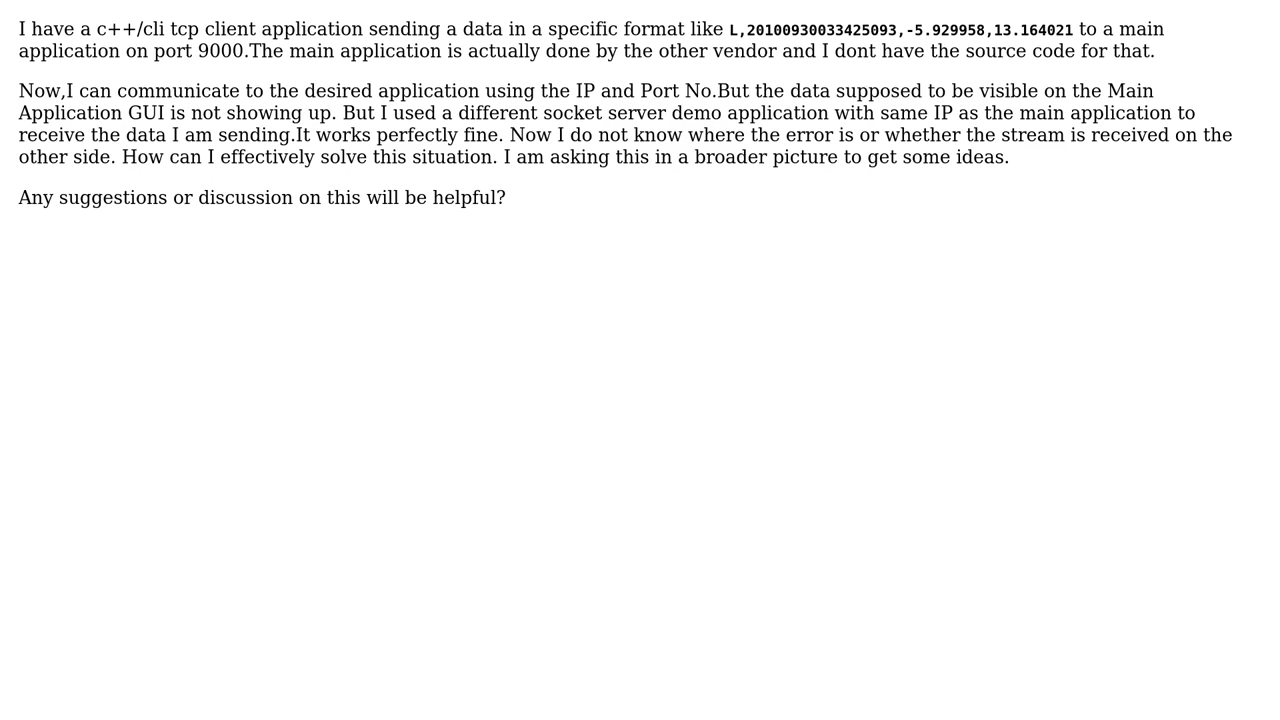 I have a c++/cli tcp client application sending a data in a specific format like L,20100930033425093,-5.929958,13.164021 to a main
application on port 9000.The main application is actually done by the other vendor and I dont have the source code for that.
Now,I can communicate to the desired application using the IP and Port No.But the data supposed to be visible on the Main
Application GUI is not showing up. But I used a different socket server demo application with same IP as the main application to
receive the data I am sending.It works perfectly fine. Now I do not know where the error is or whether the stream is received on the
other side. How can I effectively solve this situation. I am asking this in a broader picture to get some ideas.
Any suggestions or discussion on this will be helpful?